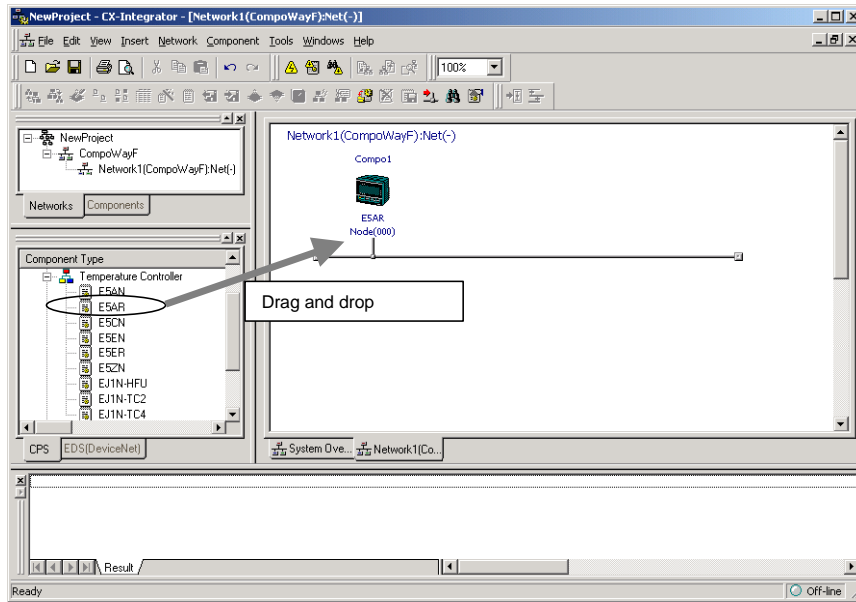 NewProject - CX-Integrator - [Network1(CompoWayF):Net(-)]
File Edit View Insert Network Component Tools Windows Help
100%
NewProject
CompoWayF
Network1(CompoWayF):Net(-)
Networks Components
Network1(CompoWayF):Net(-)
Compo1
E5AR
Node(000)
Component Type
Temperature Controller
E5AN
E5AR
E5CN
E5EN
E5ER
E5ZN
EJ1N-HFU
EJ1N-TC2
EJ1N-TC4
Drag and drop
CPS EDS(DeviceNet)
System Ove... Network1(Co...
Result
Ready Off-line